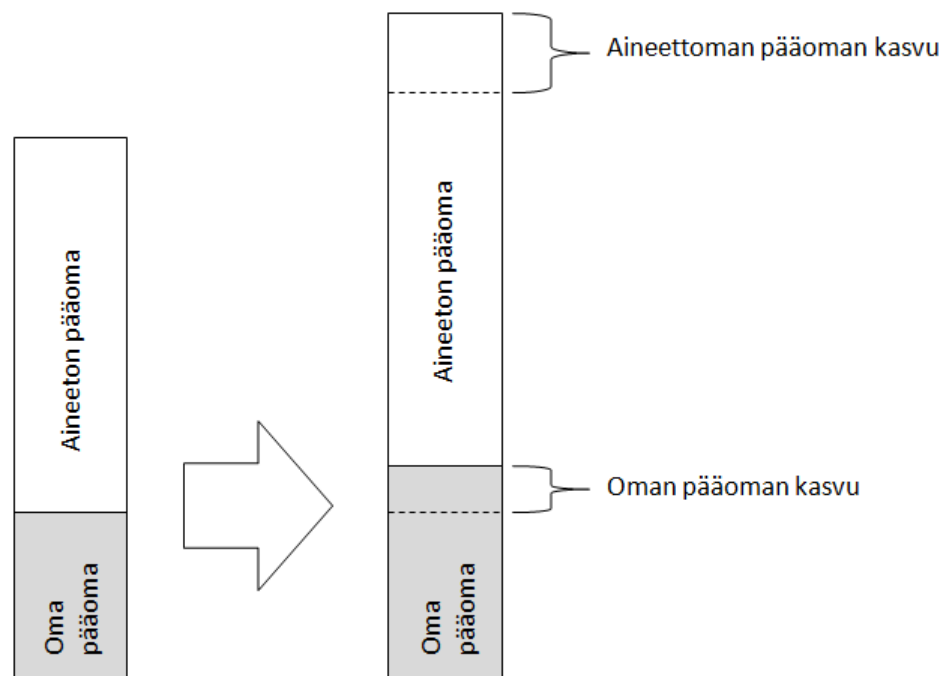 Aineettoman pääoman kasvu
Aineeton pääoma
Aineeton pääoma
Oman pääoman kasvu
Oma
pääoma
Oma
pääoma